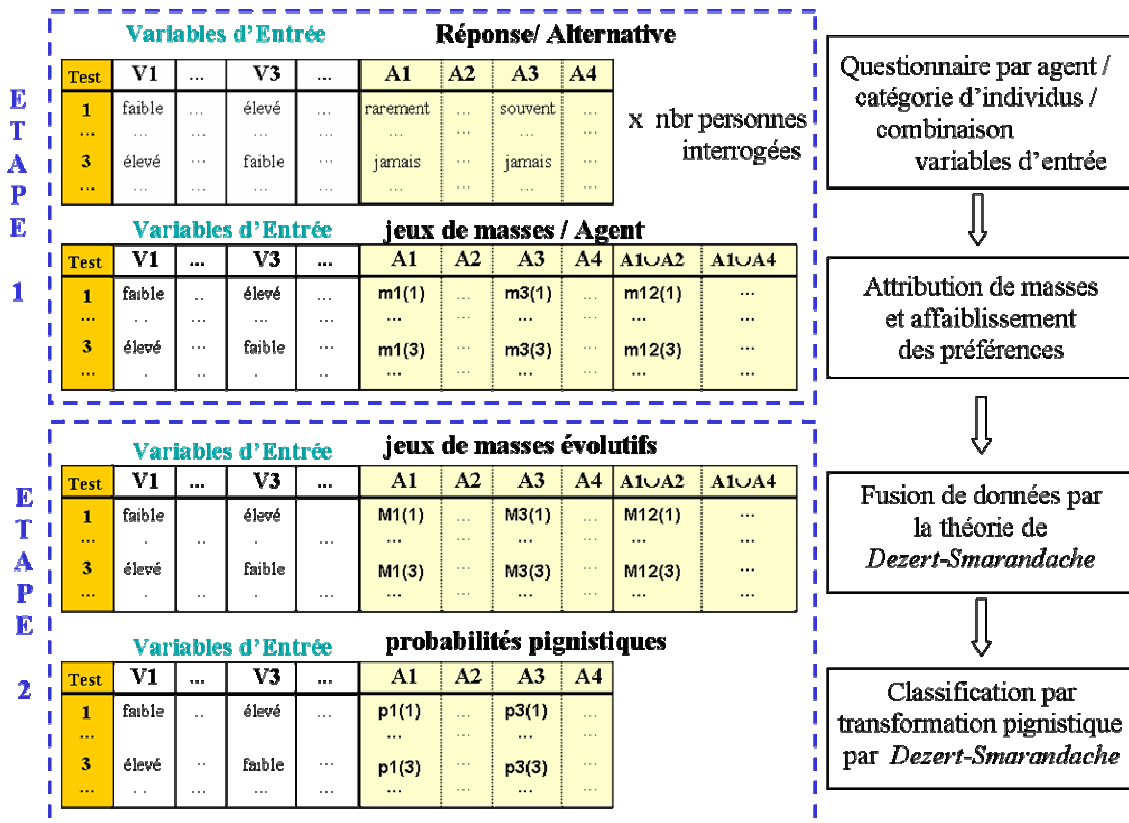 ETAPE 1
Variables d'Entrée Réponse/ Alternative
Test V1 ... V3 ... A1 A2 A3 A4
1 faible ... élevé ... rarement ... souvent ...
... ... ... ... ... ...
3 élevé ... faible ... jamais ... jamais ...
... ... ... ... ... ...
x nbr personnes
interrogées
Variables d'Entrée jeux de masses / Agent
Test V1 ... V3 ... A1 A2 A3 A4 A1∪A2 A1∪A4
1 faible .. élevé ... m1(1) ... m3(1) ... m12(1) ...
... . . . ... ... ... ...
3 élevé ... faible ... m1(3) ... m3(3) ... m12(3) ...
... . .. . .. ... ... ... ...
ETAPE 2
Variables d'Entrée jeux de masses évolutifs
Test V1 ... V3 ... A1 A2 A3 A4 A1∪A2 A1∪A4
1 faible .. élevé ... M1(1) ... M3(1) ... M12(1) ...
... . . ... ... ... ...
3 élevé .. faible ... M1(3) ... M3(3) ... M12(3) ...
... . .. . .. ... ... ... ...
Variables d'Entrée probabilités pignistiques
Test V1 ... V3 ... A1 A2 A3 A4
1 faible .. élevé ... p1(1) ... p3(1) ...
...
3 élevé .. faible ... p1(3) ... p3(3) ...
... . . .. . . .. ... ... ... ...
Questionnaire par agent /
catégorie d'individus /
combinaison
variables d'entrée
Attribution de masses
et affaiblissement
des préférences
Fusion de données par
la théorie de
Dezert-Smarandache
Classification par
transformation pignistique
par Dezert-Smarandache